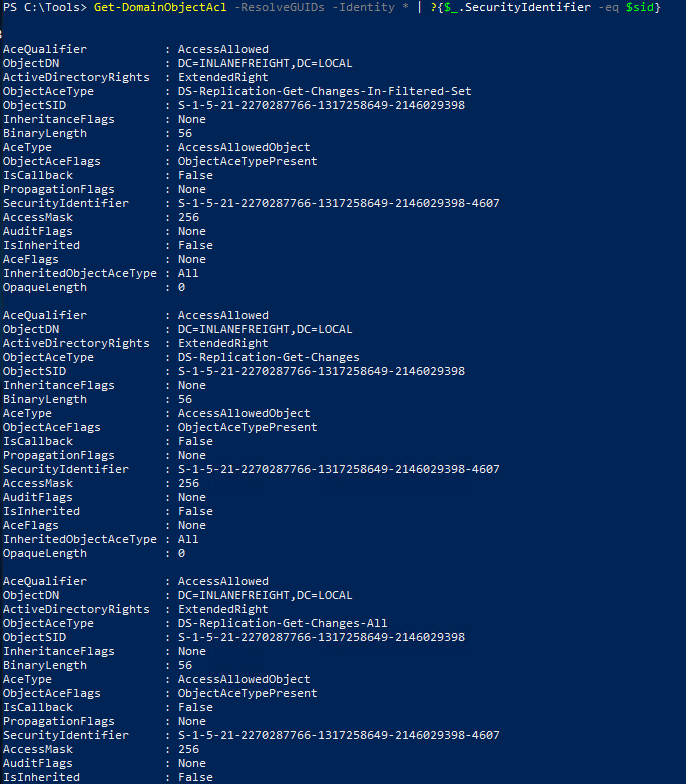 PS C:\Tools> Get-DomainObjectAcl -ResolveGUIDs -Identity * | ?{$_.SecurityIdentifier -eq $sid}
AceQualifier : AccessAllowed
ObjectDN : DC=INLANEFREIGHT,DC=LOCAL
ActiveDirectoryRights : ExtendedRight
ObjectAceType : DS-Replication-Get-Changes-In-Filtered-Set
ObjectSID : S-1-5-21-2270287766-1317258649-2146029398
InheritanceFlags : None
BinaryLength : 56
AceType : AccessAllowedObject
ObjectAceFlags : ObjectAceTypePresent
IsCallback : False
PropagationFlags : None
SecurityIdentifier : S-1-5-21-2270287766-1317258649-2146029398-4607
AccessMask : 256
AuditFlags : None
IsInherited : False
AceFlags : None
InheritedObjectAceType : All
OpaqueLength : 0
AceQualifier : AccessAllowed
ObjectDN : DC=INLANEFREIGHT,DC=LOCAL
ActiveDirectoryRights : ExtendedRight
ObjectAceType : DS-Replication-Get-Changes
ObjectSID : S-1-5-21-2270287766-1317258649-2146029398
InheritanceFlags : None
BinaryLength : 56
AceType : AccessAllowedObject
ObjectAceFlags : ObjectAceTypePresent
IsCallback : False
PropagationFlags : None
SecurityIdentifier : S-1-5-21-2270287766-1317258649-2146029398-4607
AccessMask : 256
AuditFlags : None
IsInherited : False
AceFlags : None
InheritedObjectAceType : All
OpaqueLength : 0
AceQualifier : AccessAllowed
ObjectDN : DC=INLANEFREIGHT,DC=LOCAL
ActiveDirectoryRights : ExtendedRight
ObjectAceType : DS-Replication-Get-Changes-All
ObjectSID : S-1-5-21-2270287766-1317258649-2146029398
InheritanceFlags : None
BinaryLength : 56
AceType : AccessAllowedObject
ObjectAceFlags : ObjectAceTypePresent
IsCallback : False
PropagationFlags : None
SecurityIdentifier : S-1-5-21-2270287766-1317258649-2146029398-4607
AccessMask : 256
AuditFlags : None
IsInherited : False